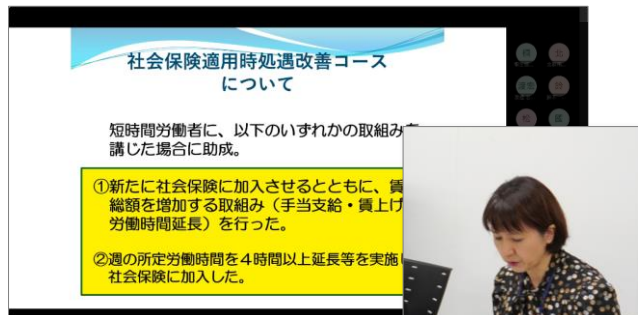 社会保険適用時処遇改善コース
について
短時間労働者に、以下のいずれかの取組み
講じた場合に助成。
①新たに社会保険に加入させるとともに、賃
総額を増加する取組み（手当支給・賃上げ
労働時間延長）を行った。
②週の所定労働時間を４時間以上延長等を実施
社会保険に加入した。
北
松